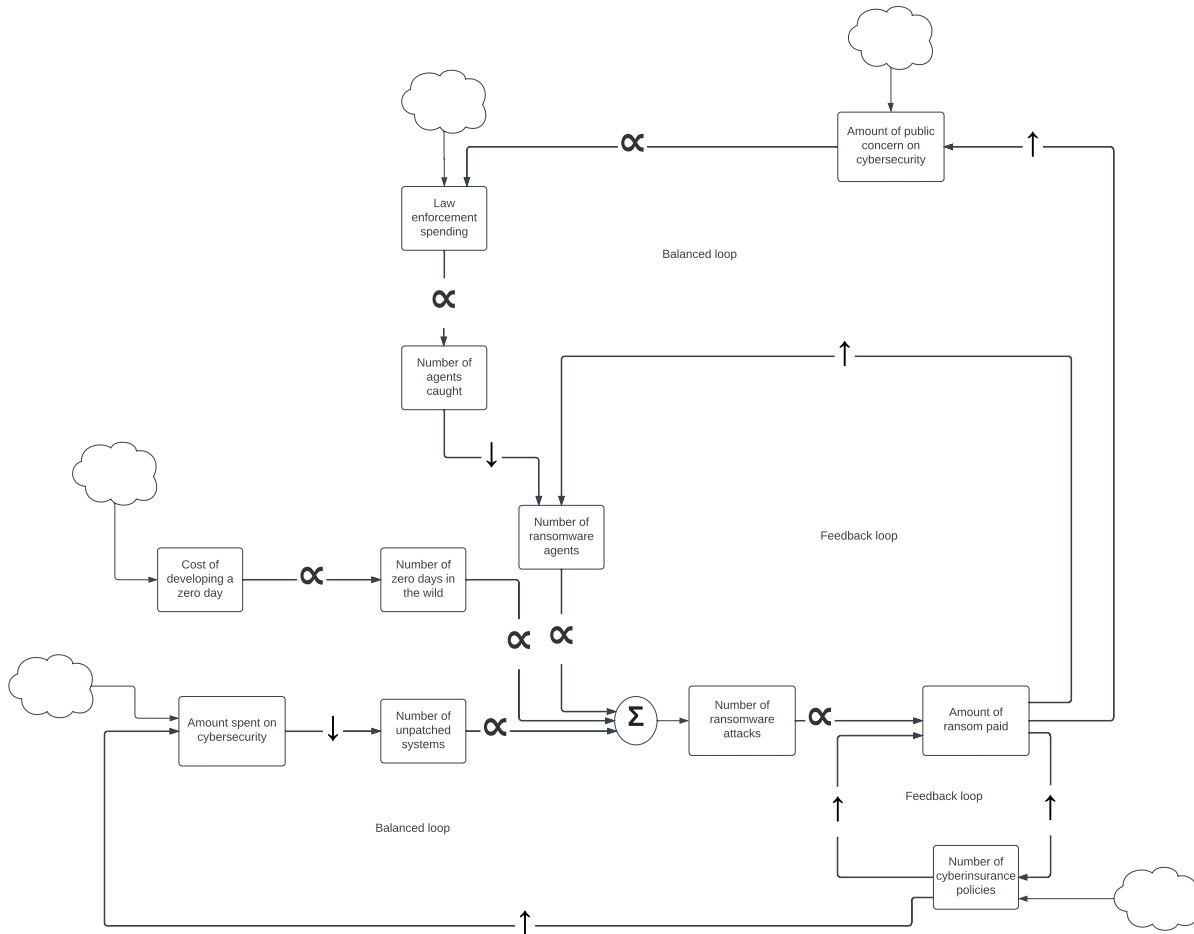 Amount of public
concern on
cybersecurity
↑
∝
Law
enforcement
spending
Balanced loop
∝
Number of
agents
caught
↑
↓
Number of
ransomware
agents
Feedback loop
Cost of
developing a
zero day
∝
Number of
zero days in
the wild
∝
∝
Amount spent on
cybersecurity
↓
Number of
unpatched
systems
∝
Σ
Number of
ransomware
attacks
∝
Amount of
ransom paid
Feedback loop
↑
↑
Balanced loop
Number of
cyberinsurance
policies
↑